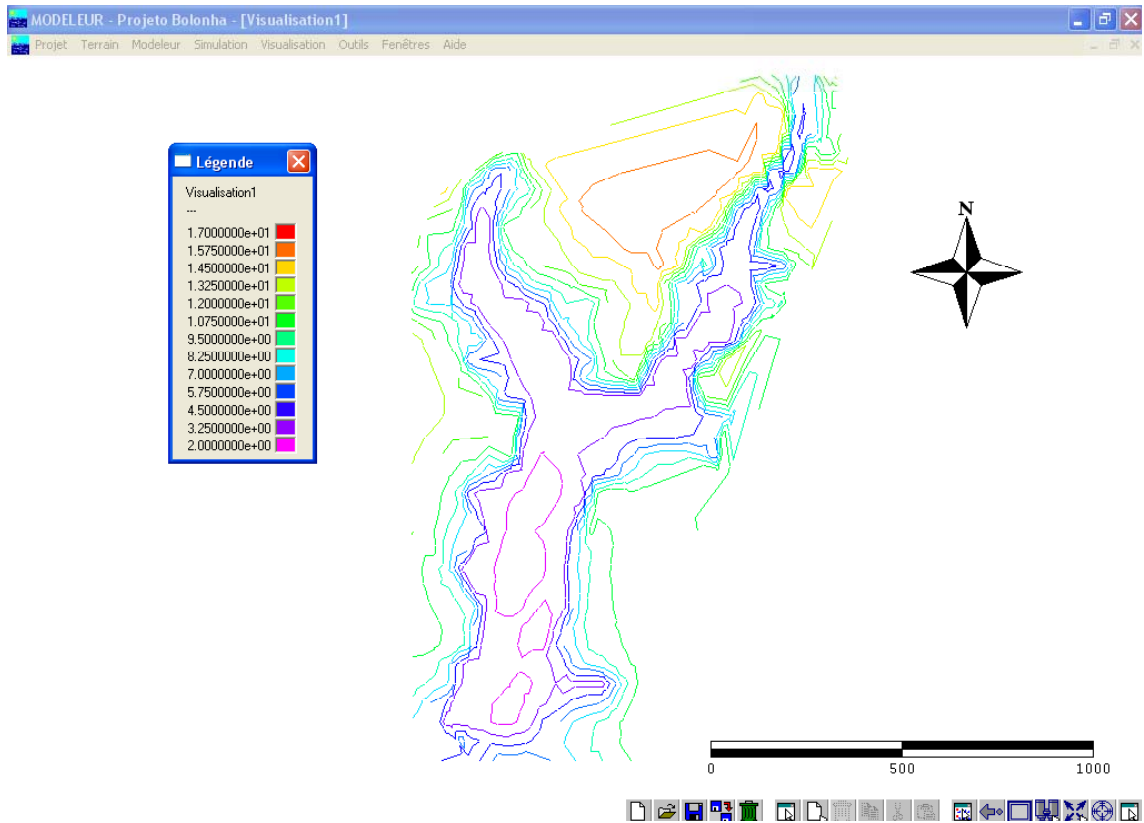 MODELEUR - Projeto Bolonha - [Visualisation1]
Projet Terrain Modeleur Simulation Visualisation Outils Fenêtres Aide
Légende
Visualisation1
---
1.7000000e+01
1.5750000e+01
1.4500000e+01
1.3250000e+01
1.2000000e+01
1.0750000e+01
9.5000000e+00
8.2500000e+00
7.0000000e+00
5.7500000e+00
4.5000000e+00
3.2500000e+00
2.0000000e+00
N
0 500 1000